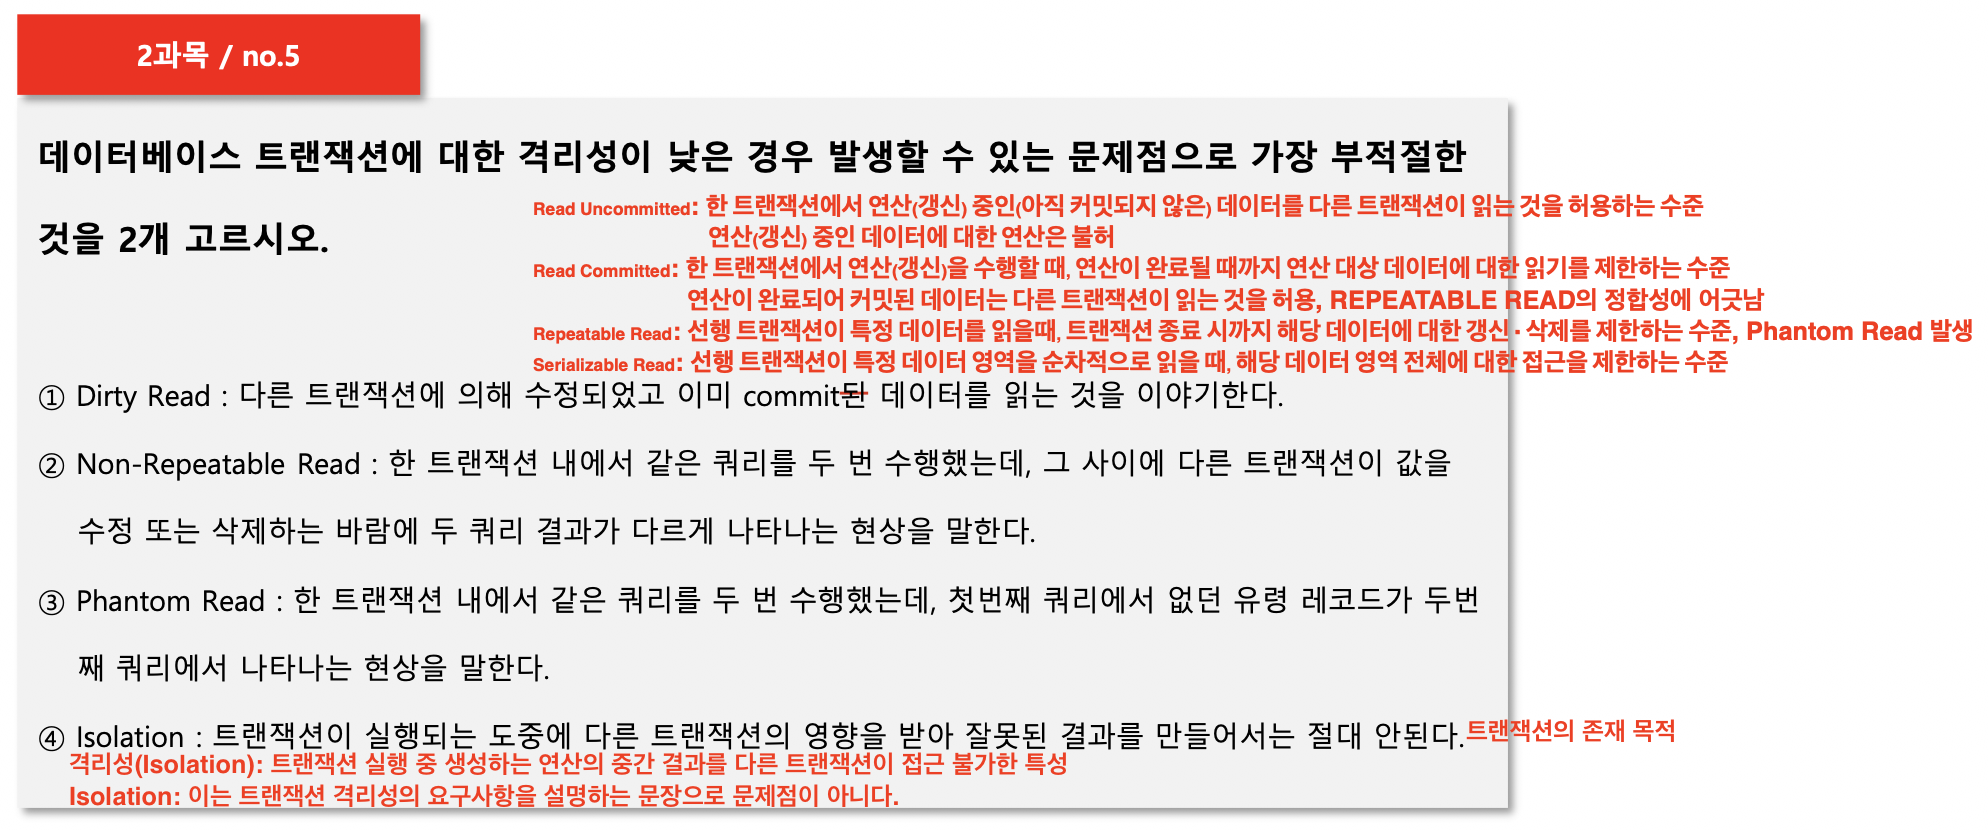 2과목 / no.5
데이터베이스 트랜잭션에 대한 격리성이 낮은 경우 발생할 수 있는 문제점으로 가장 부적절한
것을 2개 고르시오.
Read Uncommitted: 한 트랜잭션에서 연산(갱신) 중인(아직 커밋되지 않은) 데이터를 다른 트랜잭션이 읽는 것을 허용하는 수준
연산(갱신) 중인 데이터에 대한 연산은 불허
Read Committed: 한 트랜잭션에서 연산(갱신)을 수행할 때, 연산이 완료될 때까지 연산 대상 데이터에 대한 읽기를 제한하는 수준
연산이 완료되어 커밋된 데이터는 다른 트랜잭션이 읽는 것을 허용, REPEATABLE READ의 정합성에 어긋남
Repeatable Read: 선행 트랜잭션이 특정 데이터를 읽을때, 트랜잭션 종료 시까지 해당 데이터에 대한 갱신·삭제를 제한하는 수준, Phantom Read 발생
Serializable Read: 선행 트랜잭션이 특정 데이터 영역을 순차적으로 읽을 때, 해당 데이터 영역 전체에 대한 접근을 제한하는 수준
① Dirty Read : 다른 트랜잭션에 의해 수정되었고 이미 commit된 데이터를 읽는 것을 이야기한다.
② Non-Repeatable Read : 한 트랜잭션 내에서 같은 쿼리를 두 번 수행했는데, 그 사이에 다른 트랜잭션이 값을
수정 또는 삭제하는 바람에 두 쿼리 결과가 다르게 나타나는 현상을 말한다.
③ Phantom Read : 한 트랜잭션 내에서 같은 쿼리를 두 번 수행했는데, 첫번째 쿼리에서 없던 유령 레코드가 두번
째 쿼리에서 나타나는 현상을 말한다.
④ Isolation : 트랜잭션이 실행되는 도중에 다른 트랜잭션의 영향을 받아 잘못된 결과를 만들어서는 절대 안된다. 트랜잭션의 존재 목적
격리성(Isolation): 트랜잭션 실행 중 생성하는 연산의 중간 결과를 다른 트랜잭션이 접근 불가한 특성
Isolation: 이는 트랜잭션 격리성의 요구사항을 설명하는 문장으로 문제점이 아니다.